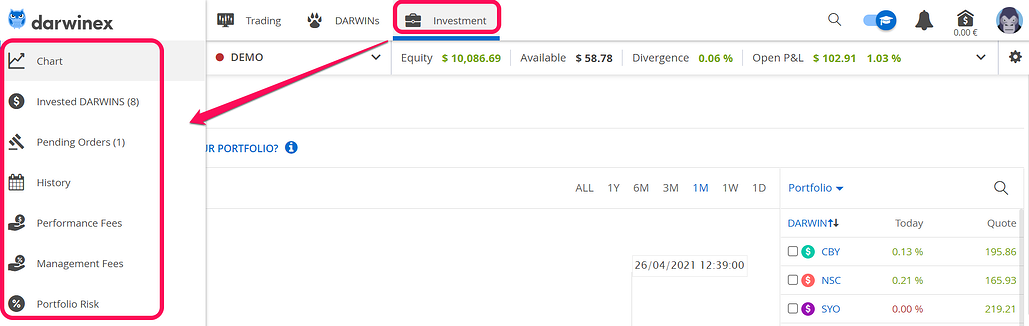 darwinex
Trading
DARWINs
Investment
0.00 €
Chart
Invested DARWINS (8)
Pending Orders (1)
History
Performance Fees
Management Fees
Portfolio Risk
DEMO
Equity $ 10,086.69
Available $ 58.78
Divergence 0.06 %
Open P&L $ 102.91 1.03 %
UR PORTFOLIO?
ALL 1Y 6M 3M 1M 1W 1D
26/04/2021 12:39:00
Portfolio
DARWIN Today Quote
CBY 0.13 % 195.86
NSC 0.21 % 165.93
SYO 0.00 % 219.21